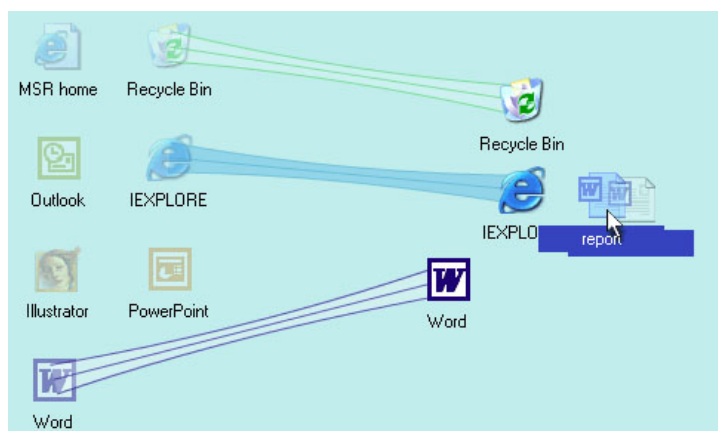 MSR home Recycle Bin
Recycle Bin
Outlook IEXPLORE
IEXPLO
report
Illustrator PowerPoint
Word
Word